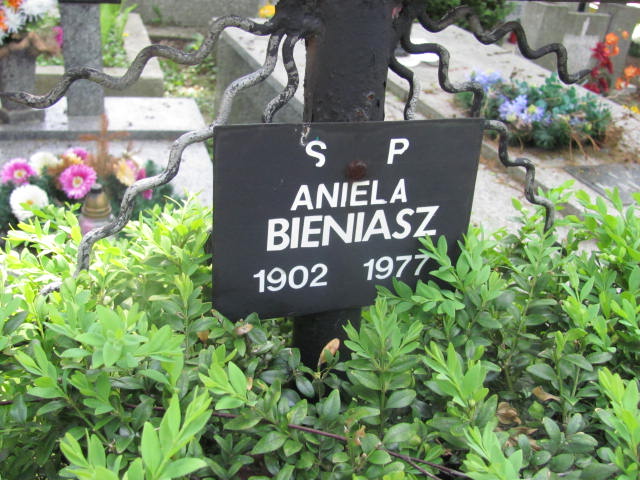 S P
ANIELA
BIENIASZ
1902 1977